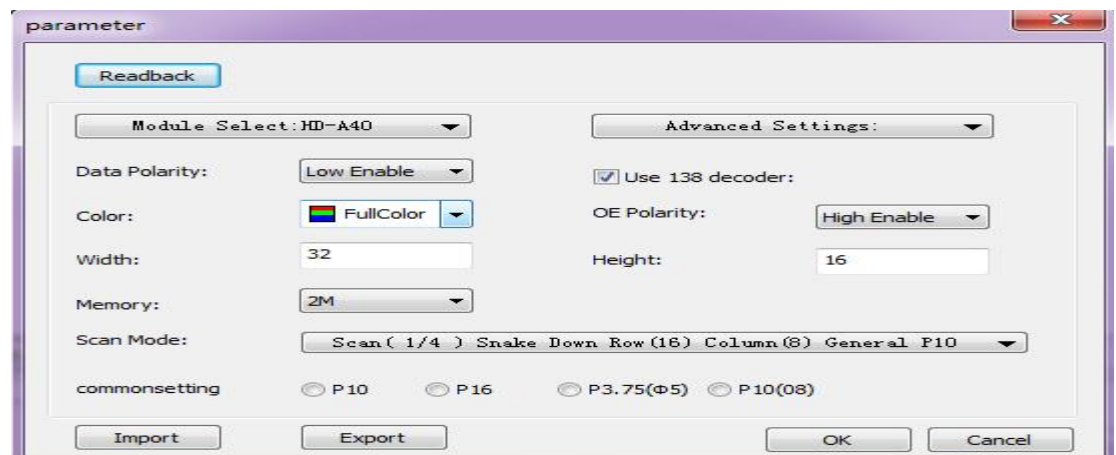 parameter
Readback
Module Select:HD-A40 Advanced Settings:
Data Polarity: Low Enable Use 138 decoder:
Color: FullColor OE Polarity: High Enable
Width: 32 Height: 16
Memory: 2M
Scan Mode: Scan( 1/4 ) Snake Down Row(16) Column(8) General P10
commonsetting P10 P16 P3.75(Φ5) P10(08)
Import Export OK Cancel